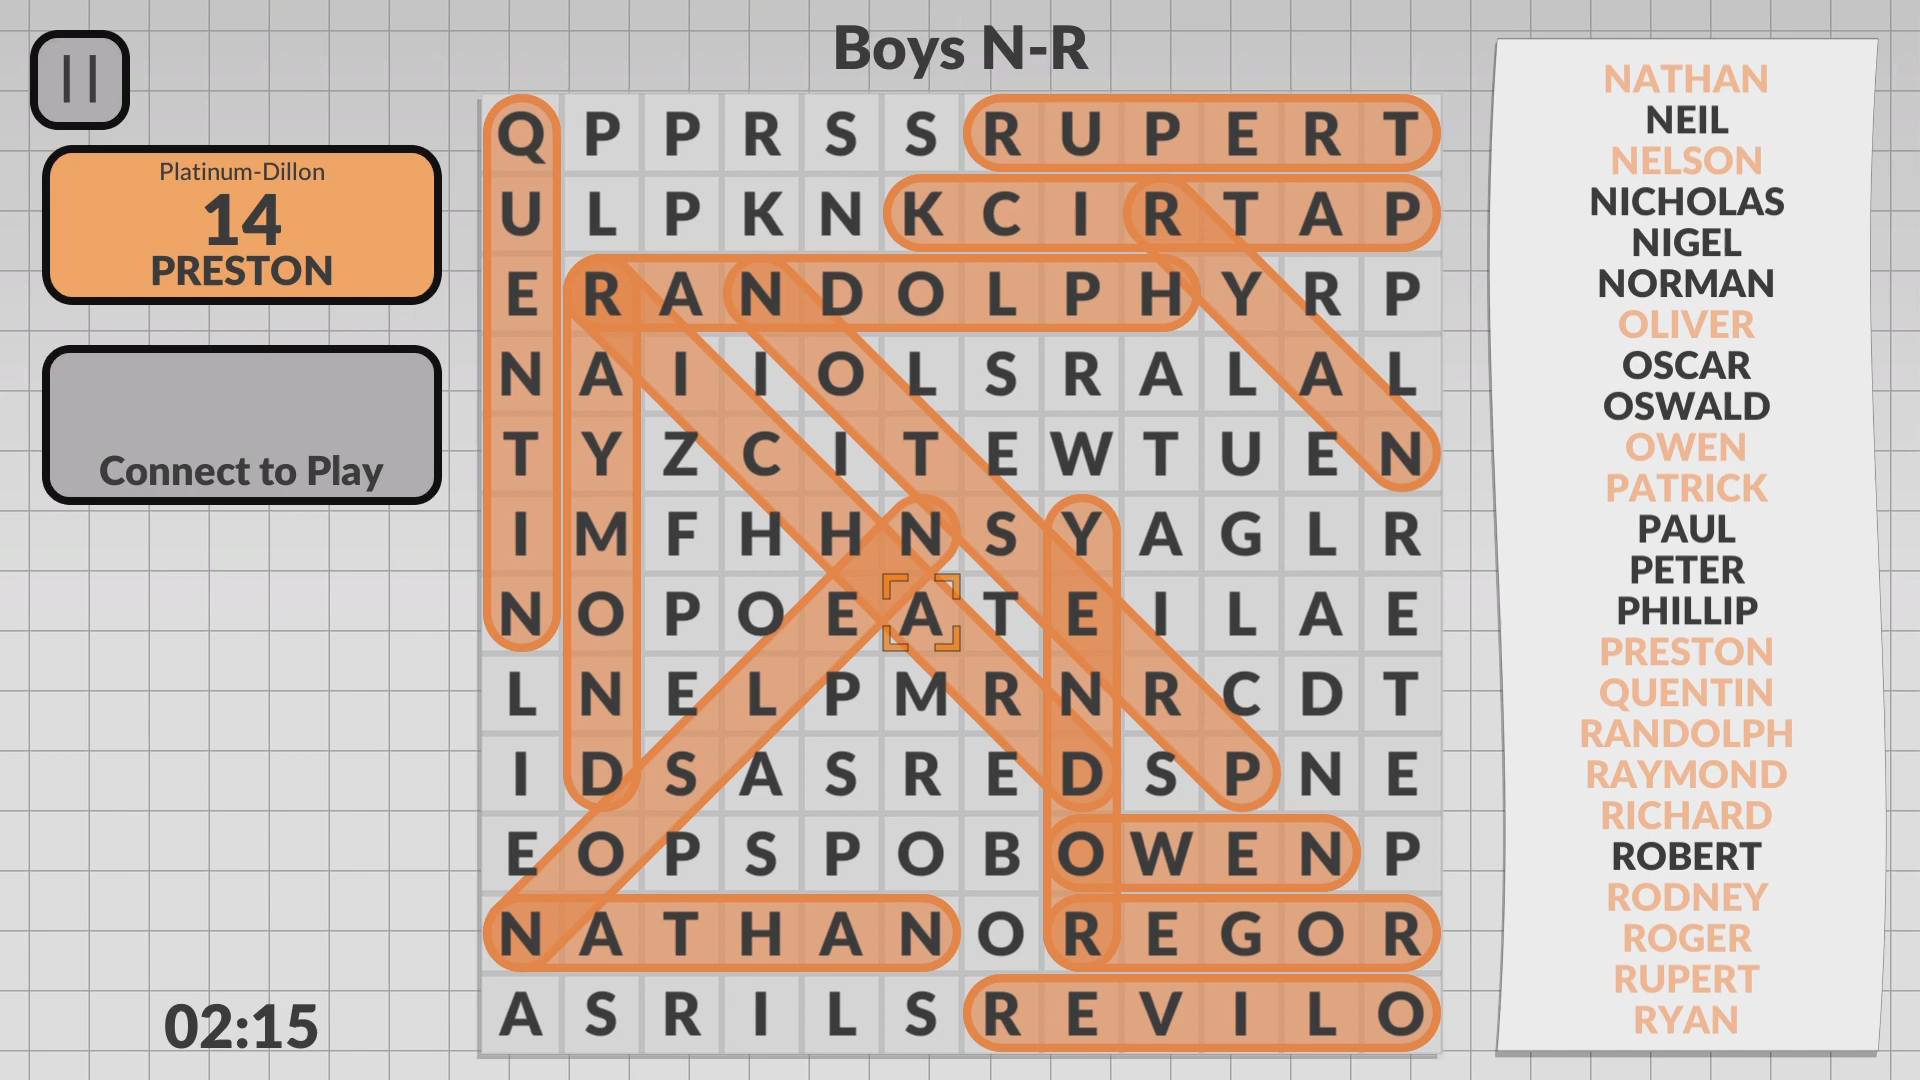 Boys N-R
Platinum-Dillon
14
PRESTON
Connect to Play
02:15
Q P P R S S R U P E R T
U L P K N K C I R T A P
E R A N D O L P H Y R P
N A I I O L S R A L A L
T Y Z C I T E W T U E N
I M F H H N S Y A G L R
N O P O E A T E I L A E
L N E L P M R N R C D T
I D S A S R E D S P N E
E O P S P O B O W E N P
N A T H A N O R E G O R
A S R I L S R E V I L O
NATHAN
NEIL
NELSON
NICHOLAS
NIGEL
NORMAN
OLIVER
OSCAR
OSWALD
OWEN
PATRICK
PAUL
PETER
PHILLIP
PRESTON
QUENTIN
RANDOLPH
RAYMOND
RICHARD
ROBERT
RODNEY
ROGER
RUPERT
RYAN